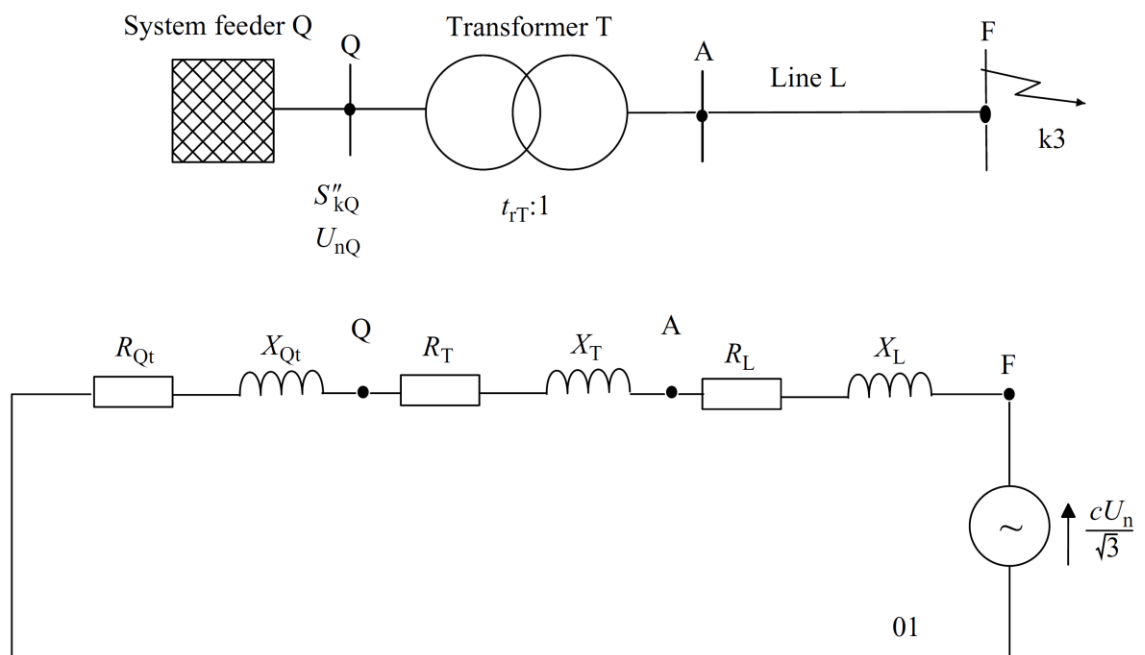 System feeder Q
Q
Transformer T
A
Line L
F
k3
S″kQ
UnQ
trT:1
RQt
XQt
Q
RT
XT
A
RL
XL
F
~
cUn
√3
01